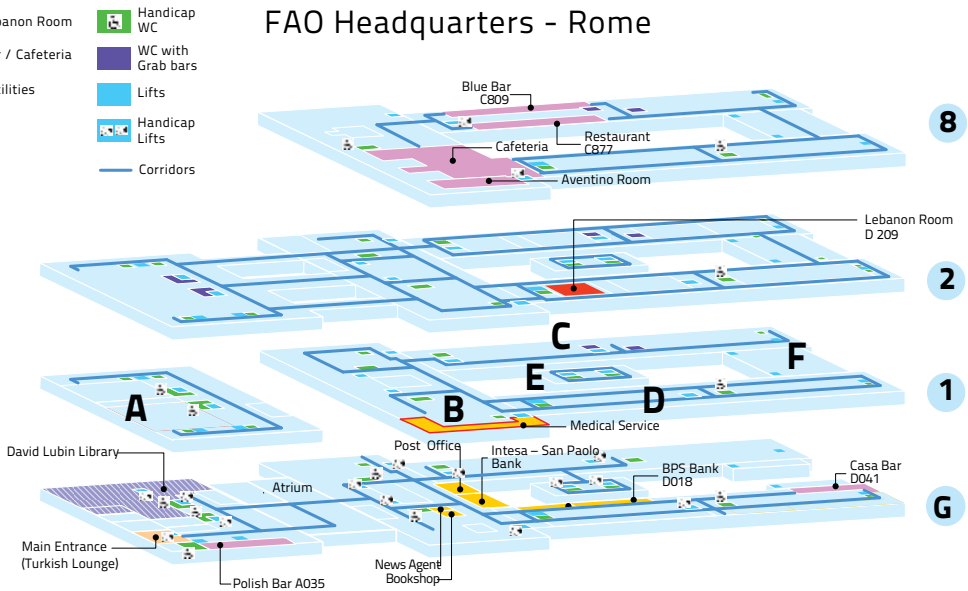 FAO Headquarters - Rome
Room
/ Cafeteria
Handicap
WC
WC with
Grab bars
Lifts
Handicap
Lifts
Corridors
Blue Bar
C809
Restaurant
C877
Cafeteria
Aventino Room
8
Lebanon Room
D 209
2
C
F
E
D
A
B
1
Medical Service
David Lubin Library
Post Office
Intesa – San Paolo
Bank
BPS Bank
D018
Casa Bar
D041
Atrium
G
Main Entrance
(Turkish Lounge)
News Agent
Bookshop
Polish Bar A035